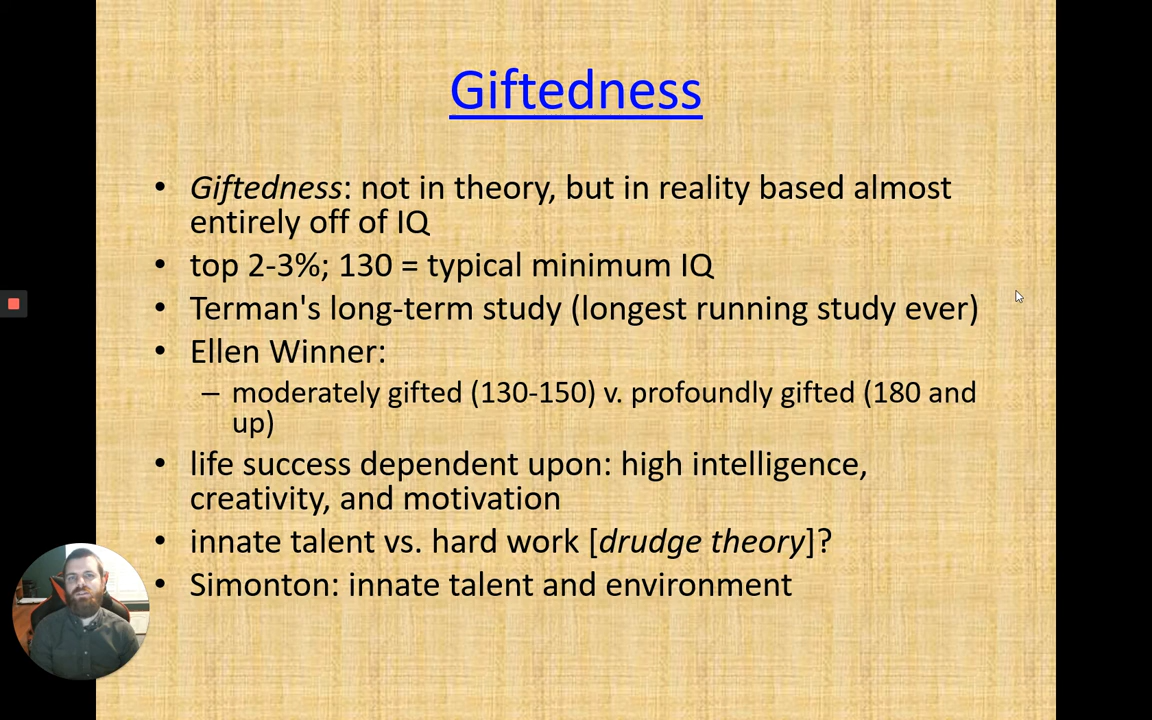 Giftedness
• Giftedness: not in theory, but in reality based almost
entirely off of IQ
• top 2-3%; 130 = typical minimum IQ
• Terman's long-term study (longest running study ever)
• Ellen Winner:
– moderately gifted (130-150) v. profoundly gifted (180 and
up)
• life success dependent upon: high intelligence,
creativity, and motivation
• innate talent vs. hard work [drudge theory]?
• Simonton: innate talent and environment